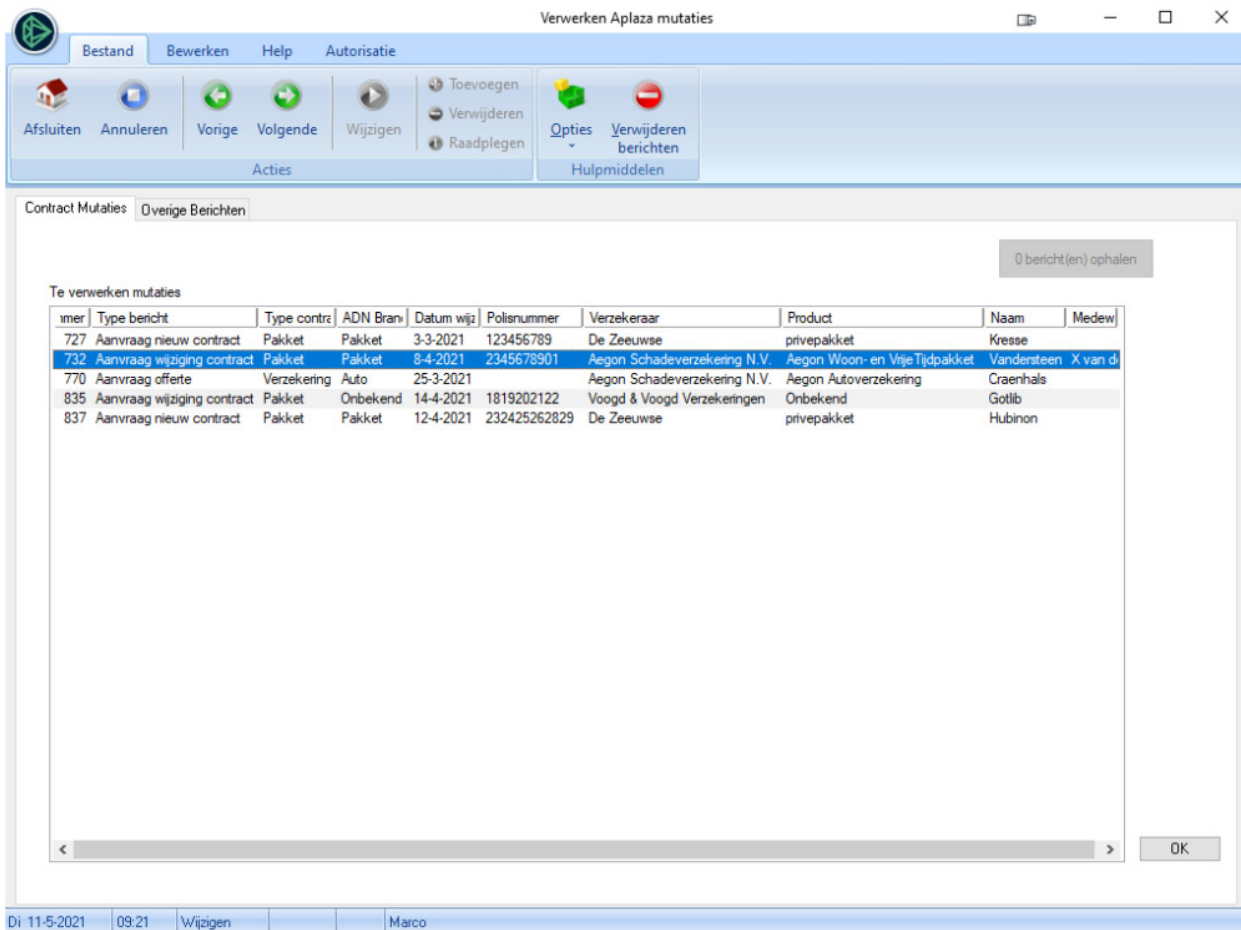 Verwerken Aplaza mutaties
Bestand Bewerken Help Autorisatie
Afsluiten Annuleren Vorige Volgende Wijzigen Toevoegen Verwijderen Raadplegen Opties Verwijderen berichten
Acties Hulpmiddelen
Contract Mutaties Overige Berichten
0 bericht(en) ophalen
Te verwerken mutaties
mer Type bericht Type contra ADN Bran Datum wijz Polisnummer Verzekeraar Product Naam Medew
727 Aanvraag nieuw contract Pakket Pakket 3-3-2021 123456789 De Zeeuwse privepakket Kresse
732 Aanvraag wijziging contract Pakket Pakket 8-4-2021 2345678901 Aegon Schadeverzekering N.V. Aegon Woon- en VrijeTijdpakket Vandersteen X van d
770 Aanvraag offerte Verzekering Auto 25-3-2021 Aegon Schadeverzekering N.V. Aegon Autoverzekering Craenhals
835 Aanvraag wijziging contract Pakket Onbekend 14-4-2021 1819202122 Voogd & Voogd Verzekeringen Onbekend Gotlib
837 Aanvraag nieuw contract Pakket Pakket 12-4-2021 232425262829 De Zeeuwse privepakket Hubinon
OK
Di 11-5-2021 09:21 Wijzigen Marco